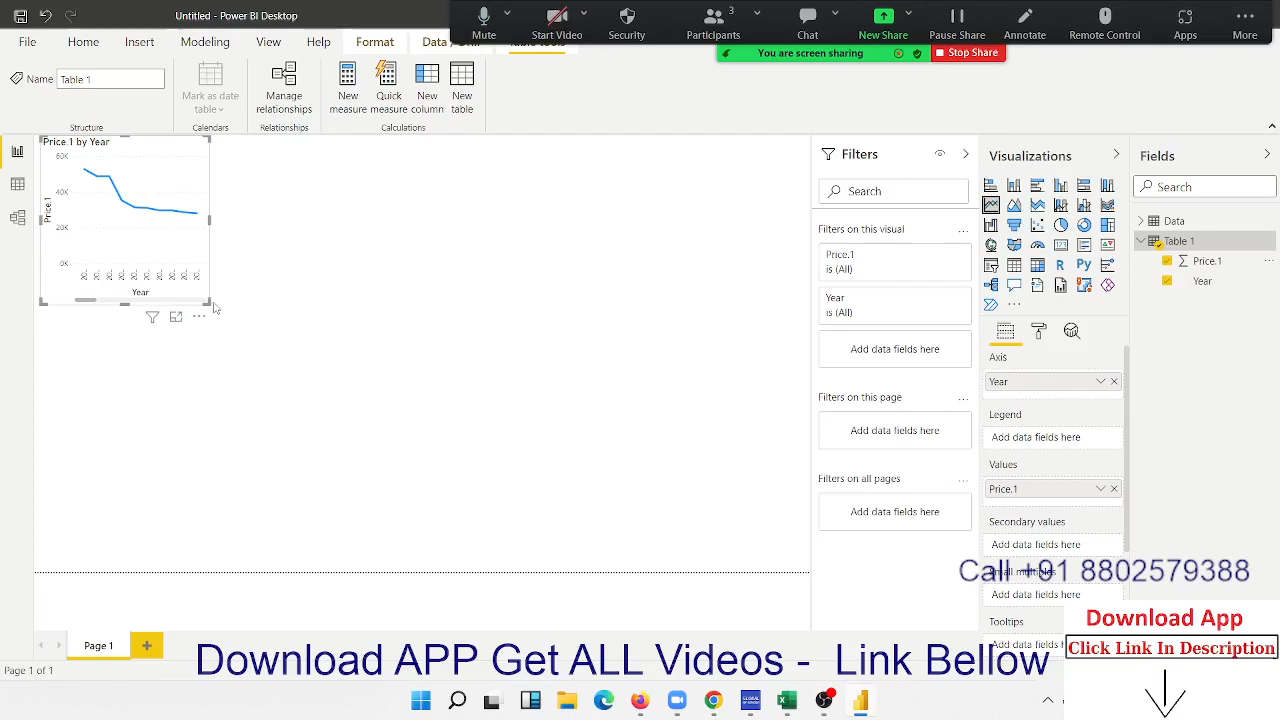 Untitled - Power BI Desktop
Mute
Start Video
Security
3
Participants
Chat
New Share
Pause Share
Annotate
Remote Control
Apps
More
You are screen sharing
Stop Share
File
Home
Insert
Modeling
View
Help
Format
Name
Table 1
Mark as date
table
Manage
relationships
New
measure
Quick
measure
New
column
New
table
Structure
Calendars
Relationships
Calculations
Price.1 by Year
60K
40K
20K
0K
Price.1
Year
Filters
Search
Filters on this visual
Price.1
is (All)
Year
is (All)
Add data fields here
Filters on this page
Add data fields here
Filters on all pages
Add data fields here
Visualizations
R
Py
Axis
Year
Legend
Add data fields here
Values
Price.1
Secondary values
Add data fields here
Small multiples
Add data fields here
Tooltips
Fields
Search
Data
Table 1
Price.1
Year
Call +91 8802579388
Download App
Click Link In Description
Page 1
Download APP Get ALL Videos - Link Bellow
Page 1 of 1